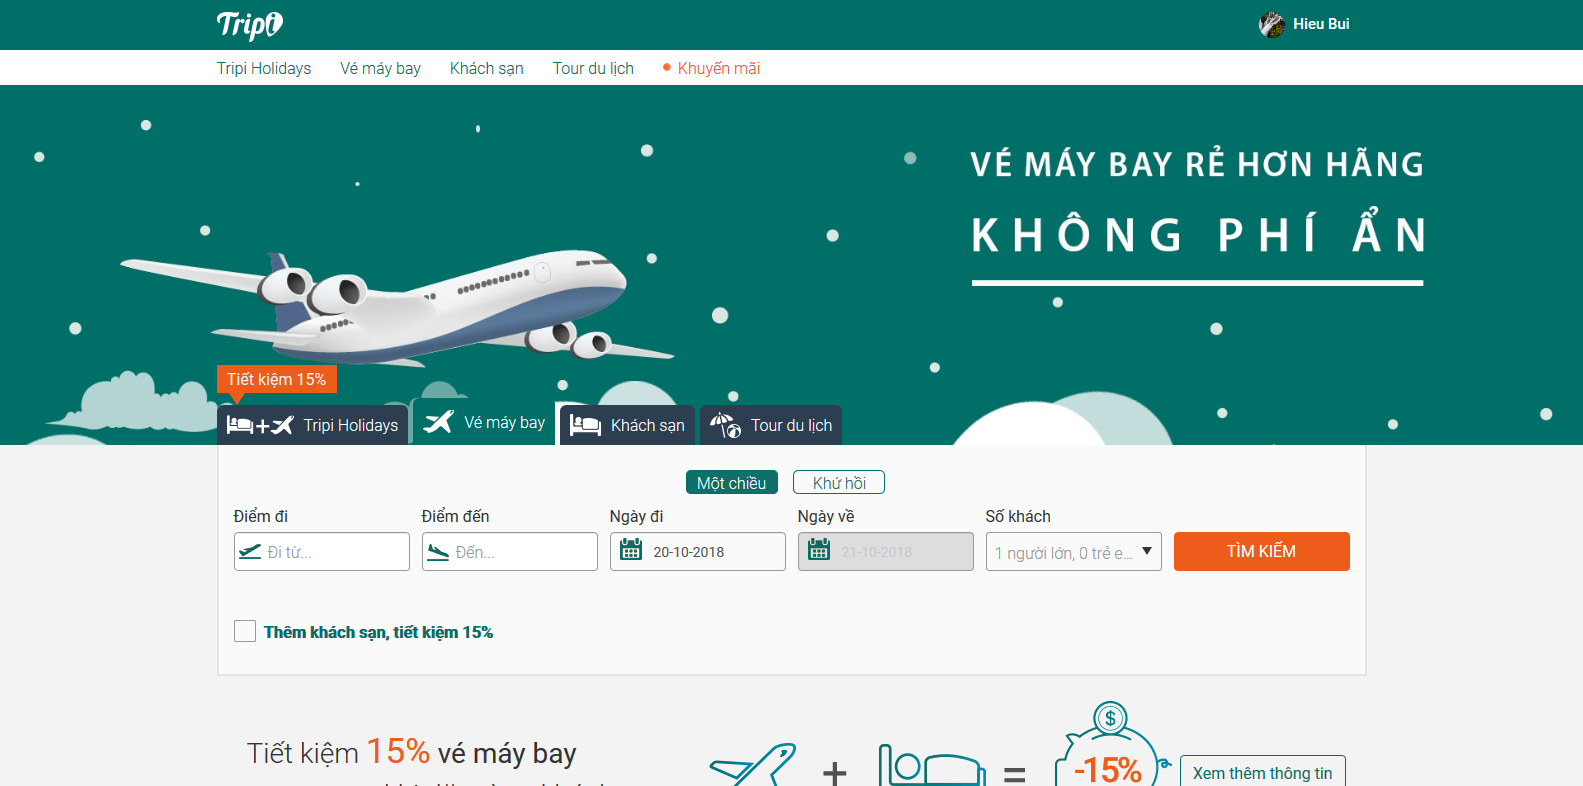 Tripi
Hieu Bui
Tripi Holidays Vé máy bay Khách sạn Tour du lịch Khuyến mãi
VÉ MÁY BAY RẺ HƠN HÃNG
KHÔNG PHÍ ẨN
Tiết kiệm 15%
Tripi Holidays Vé máy bay Khách sạn Tour du lịch
Một chiều Khứ hồi
Điểm đi Điểm đến Ngày đi Ngày về Số khách
Đi từ... Đến... 20-10-2018 21-10-2018 1 người lớn, 0 trẻ e... TÌM KIẾM
Thêm khách sạn, tiết kiệm 15%
Tiết kiệm 15% vé máy bay
+ = $ -15%
Xem thêm thông tin